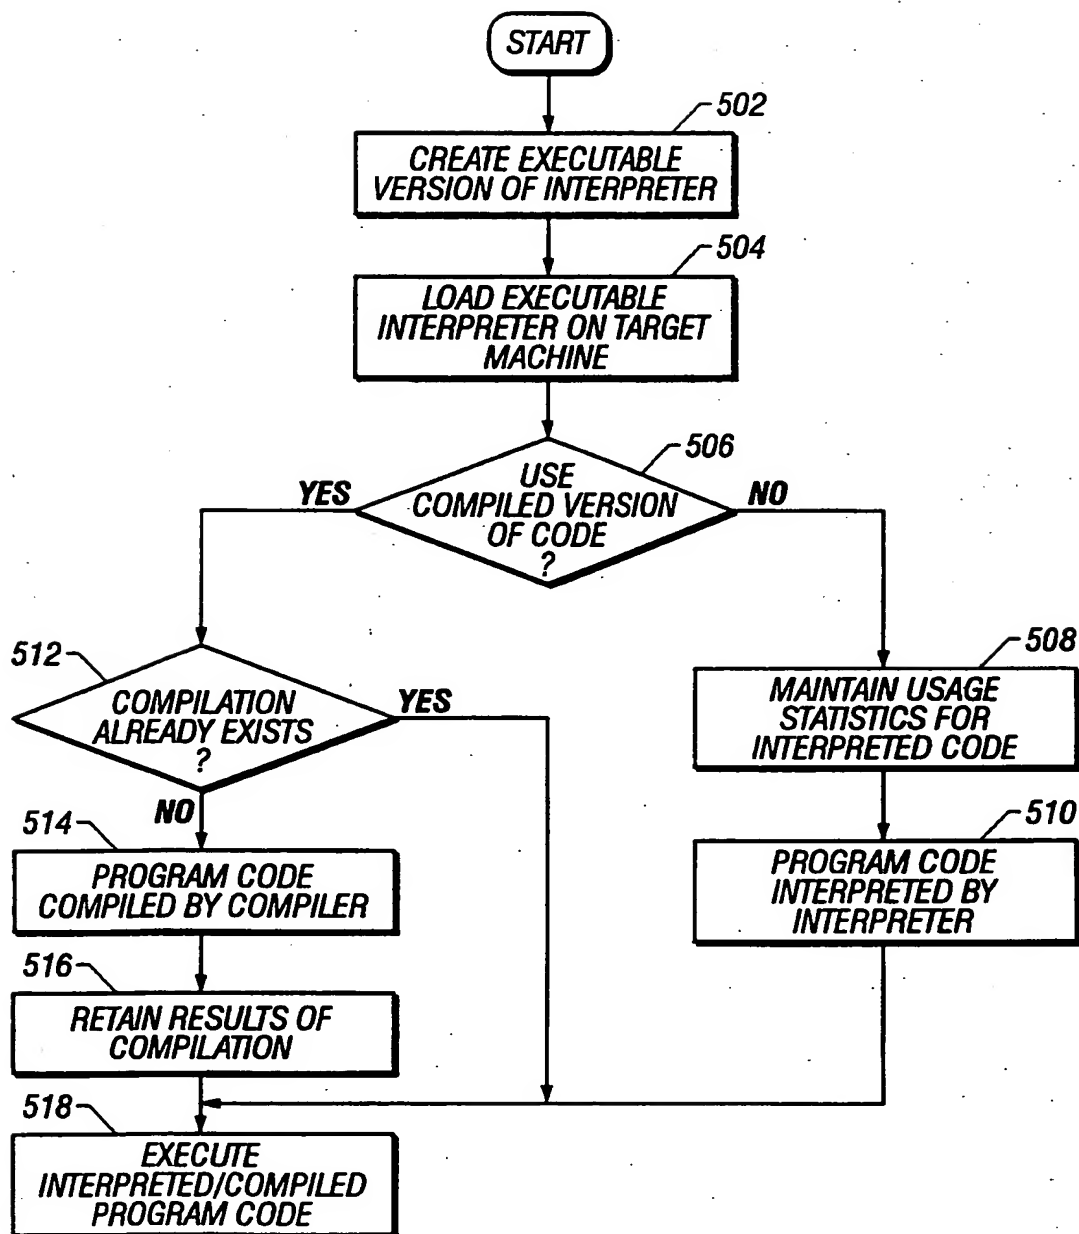 START
502
CREATE EXECUTABLE
VERSION OF INTERPRETER
504
LOAD EXECUTABLE
INTERPRETER ON TARGET
MACHINE
506
USE
COMPILED VERSION
OF CODE
?
YES
NO
512
COMPILATION
ALREADY EXISTS
?
YES
NO
508
MAINTAIN USAGE
STATISTICS FOR
INTERPRETED CODE
514
PROGRAM CODE
COMPILED BY COMPILER
510
PROGRAM CODE
INTERPRETED BY
INTERPRETER
516
RETAIN RESULTS OF
COMPILATION
518
EXECUTE
INTERPRETED/COMPILED
PROGRAM CODE